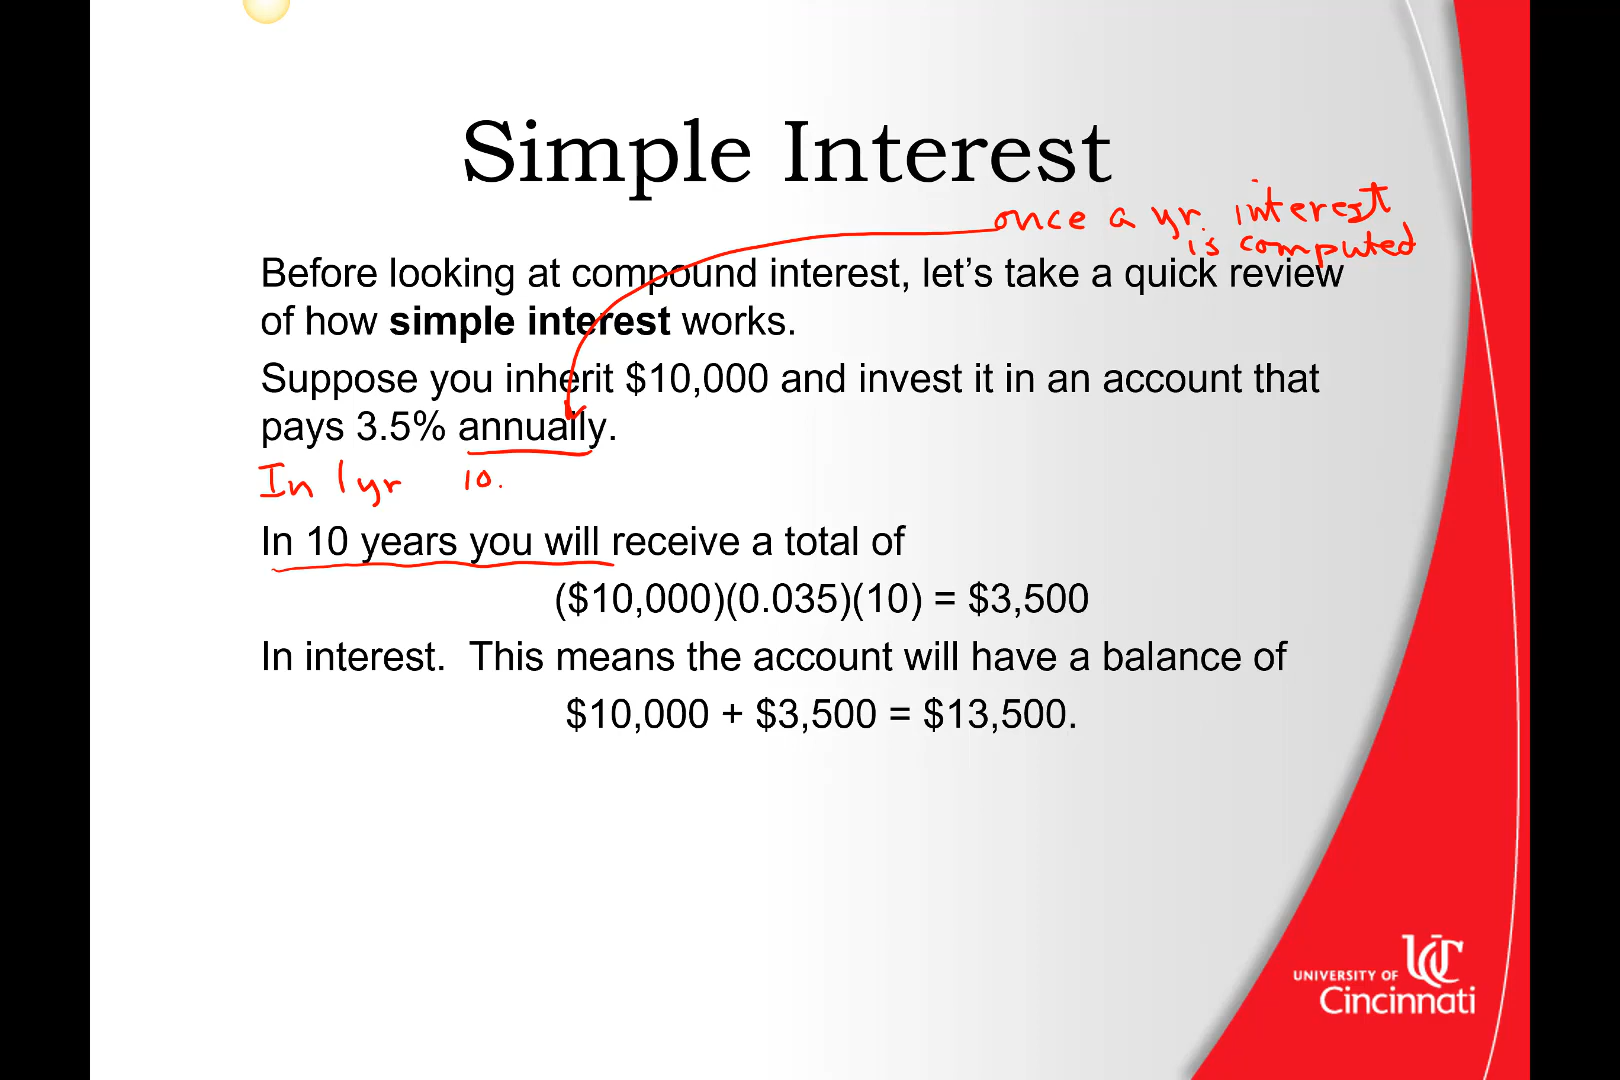 Simple Interest
once a yr. interest
is computed
Before looking at compound interest, let’s take a quick review
of how simple interest works.
Suppose you inherit $10,000 and invest it in an account that
pays 3.5% annually.
In 1 yr 10.
In 10 years you will receive a total of
($10,000)(0.035)(10) = $3,500
In interest. This means the account will have a balance of
$10,000 + $3,500 = $13,500.
UC
UNIVERSITY OF
Cincinnati